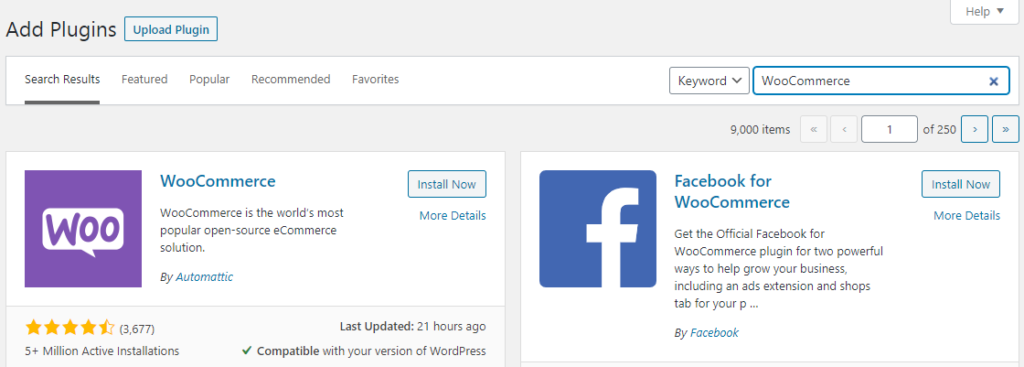 Help
Add Plugins Upload Plugin
Search Results Featured Popular Recommended Favorites Keyword WooCommerce
9,000 items « ‹ 1 of 250 › »
WOO
WooCommerce
Install Now
More Details
WooCommerce is the world's most
popular open-source eCommerce
solution.
By Automattic
(3,677)
Last Updated: 21 hours ago
5+ Million Active Installations
Compatible with your version of WordPress
f
Facebook for
WooCommerce
Install Now
More Details
Get the Official Facebook for
WooCommerce plugin for two powerful
ways to help grow your business,
including an ads extension and shops
tab for your p ...
By Facebook